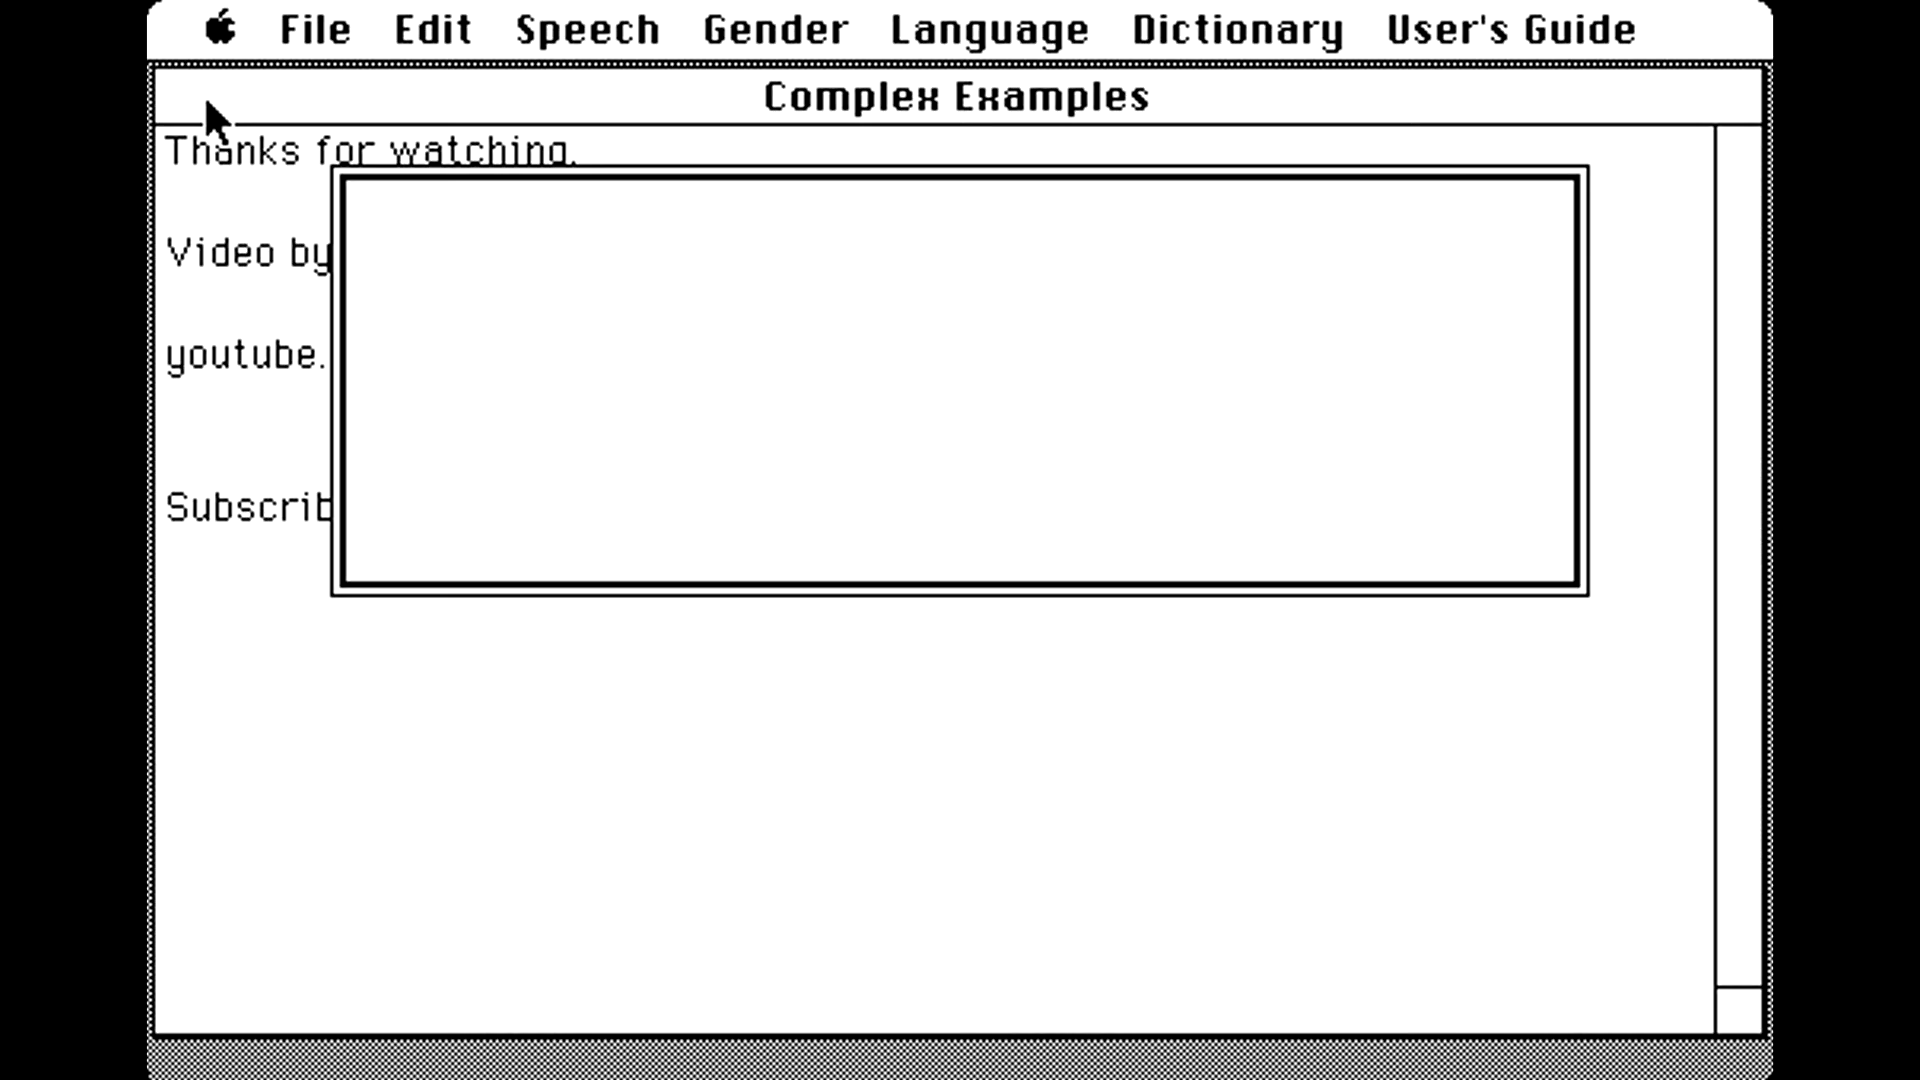 File Edit Speech Gender Language Dictionary User's Guide
Complex Examples
Thanks for watching.
Video by
youtube.
Subscrib